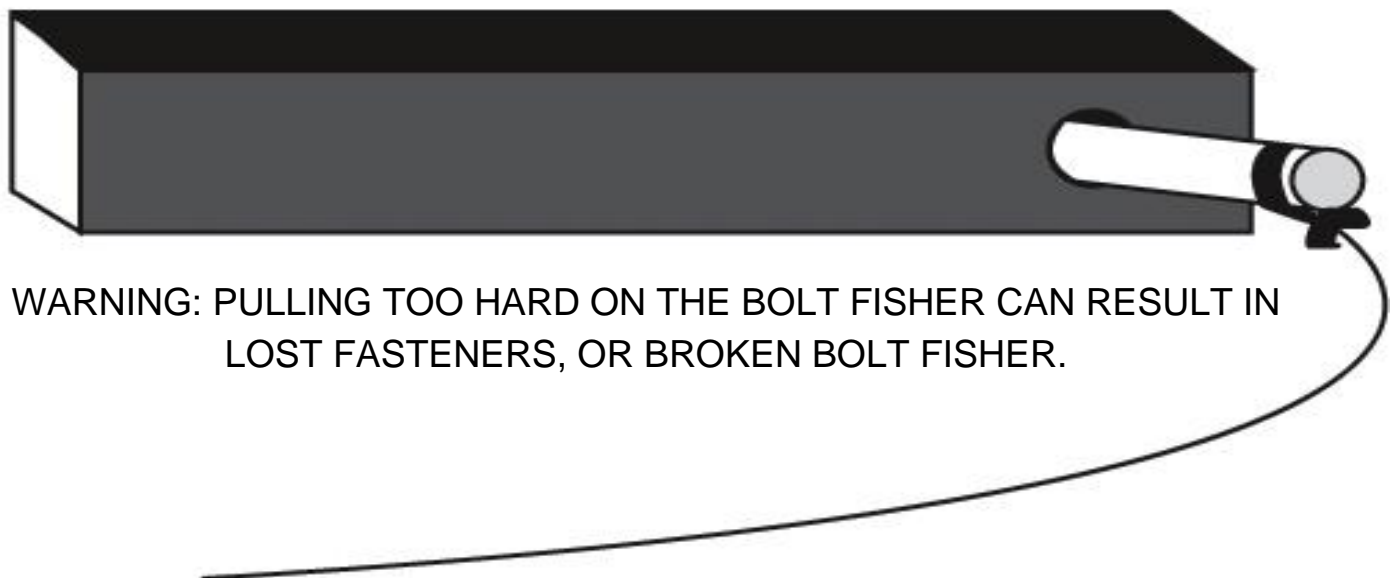 WARNING: PULLING TOO HARD ON THE BOLT FISHER CAN RESULT IN
LOST FASTENERS, OR BROKEN BOLT FISHER.